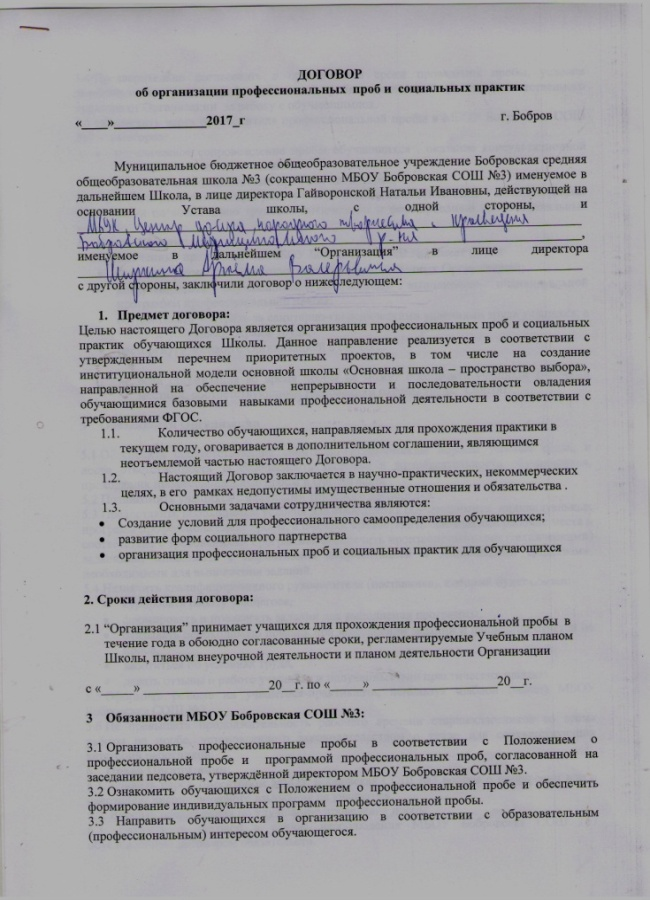 ДОГОВОР
об организации профессиональных проб и социальных практик
«____»______________2017_г г. Бобров
Муниципальное бюджетное общеобразовательное учреждение Бобровская средняя
общеобразовательная школа №3 (сокращенно МБОУ Бобровская СОШ №3) именуемое в
дальнейшем Школа, в лице директора Гайворонской Натальи Ивановны, действующей на
основании Устава школы, с одной стороны, и
МБУК Центр народного творчества и просвещения
Бобровского муниципального р-на
именуемое в дальнейшем “Организация” в лице директора
Валерьевича
с другой стороны, заключили договор о нижеследующем:
1. Предмет договора:
Целью настоящего Договора является организация профессиональных проб и социальных
практик обучающихся Школы. Данное направление реализуется в соответствии с
утвержденным перечнем приоритетных проектов, в том числе на создание
институциональной модели основной школы «Основная школа – пространство выбора»,
направленной на обеспечение непрерывности и последовательности овладения
обучающимися базовыми навыками профессиональной деятельности в соответствии с
требованиями ФГОС.
1.1. Количество обучающихся, направляемых для прохождения практики в
текущем году, оговаривается в дополнительном соглашении, являющимся
неотъемлемой частью настоящего Договора.
1.2. Настоящий Договор заключается в научно-практических, некоммерческих
целях, в его рамках недопустимы имущественные отношения и обязательства .
1.3. Основными задачами сотрудничества являются:
• Создание условий для профессионального самоопределения обучающихся;
• развитие форм социального партнерства
• организация профессиональных проб и социальных практик для обучающихся
2. Сроки действия договора:
2.1 “Организация” принимает учащихся для прохождения профессиональной пробы в
течение года в обоюдно согласованные сроки, регламентируемые Учебным планом
Школы, планом внеурочной деятельности и планом деятельности Организации
с «_____» ___________________20__г. по «_____» ___________________20__г.
3 Обязанности МБОУ Бобровская СОШ №3:
3.1 Организовать профессиональные пробы в соответствии с Положением о
профессиональной пробе и программой профессиональных проб, согласованной на
заседании педсовета, утверждённой директором МБОУ Бобровская СОШ №3.
3.2 Ознакомить обучающихся с Положением о профессиональной пробе и обеспечить
формирование индивидуальных программ профессиональной пробы.
3.3 Направить обучающихся в организацию в соответствии с образовательным
(профессиональным) интересом обучающегося.